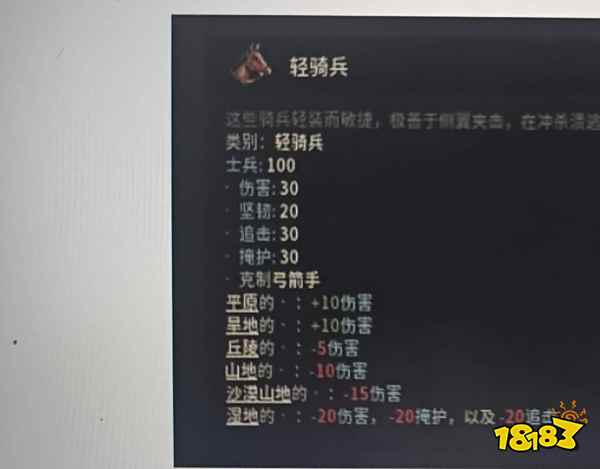 轻骑兵
这些骑兵轻装而敏捷，极善于侧翼夹击，在冲杀溃逃
类别：轻骑兵
士兵：100
· 伤害：30
· 坚韧：20
· 追击：30
· 掩护：30
· 克制弓箭手
平原的 · ：+10伤害
旱地的 · ：+10伤害
丘陵的 · ：-5伤害
山地的 · ：-10伤害
沙漠山地的 · ：-15伤害
湿地的 · ：-20伤害，-20掩护，以及 -20追击
18183